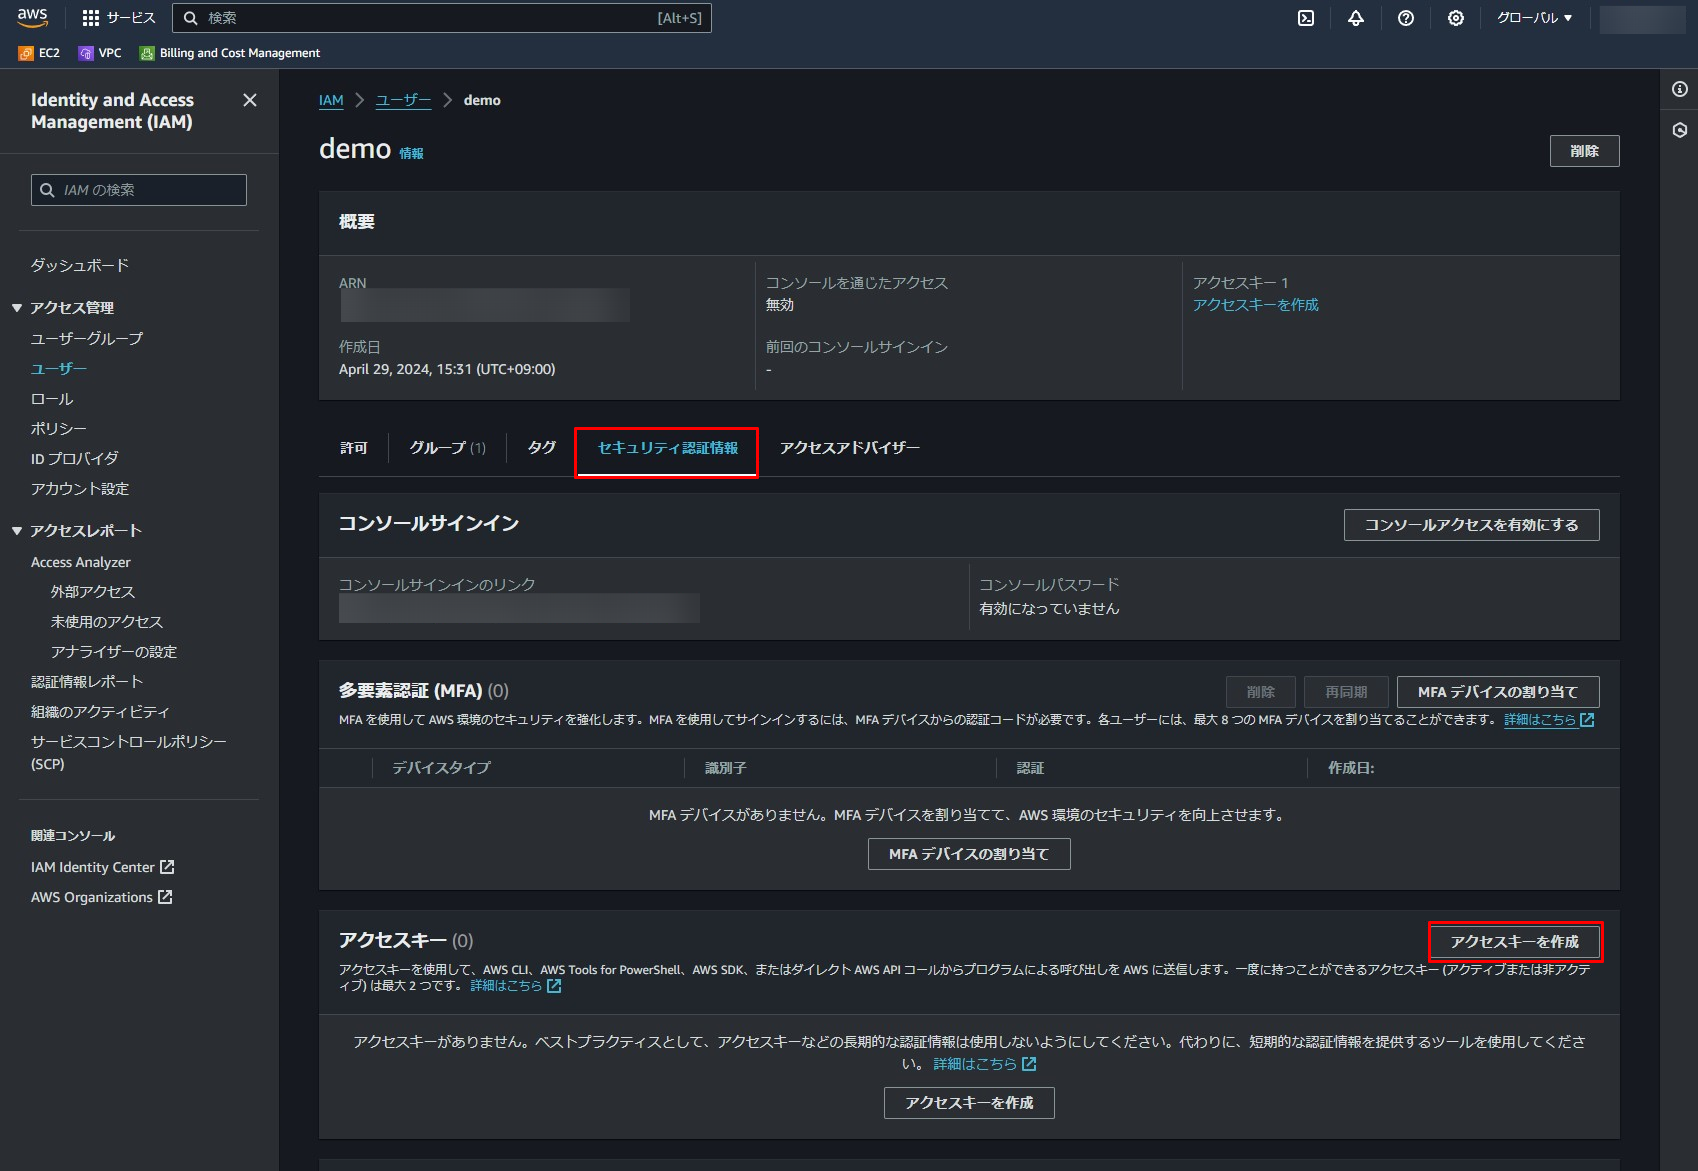 aws
サービス
検索
[Alt+S]
グローバル ▼
EC2
VPC
Billing and Cost Management
Identity and Access
Management (IAM)
IAM の検索
ダッシュボード
アクセス管理
ユーザーグループ
ユーザー
ロール
ポリシー
ID プロバイダ
アカウント設定
アクセスレポート
Access Analyzer
外部アクセス
未使用のアクセス
アナライザーの設定
認証情報レポート
組織のアクティビティ
サービスコントロールポリシー
(SCP)
関連コンソール
IAM Identity Center
AWS Organizations
IAM > ユーザー > demo
demo 情報
削除
概要
ARN
コンソールを通じたアクセス
無効
アクセスキー 1
アクセスキーを作成
作成日
April 29, 2024, 15:31 (UTC+09:00)
前回のコンソールサインイン
-
許可
グループ (1)
タグ
セキュリティ認証情報
アクセスアドバイザー
コンソールサインイン
コンソールアクセスを有効にする
コンソールサインインのリンク
コンソールパスワード
有効になっていません
多要素認証 (MFA) (0)
削除
再同期
MFA デバイスの割り当て
MFA を使用して AWS 環境のセキュリティを強化します。MFA を使用してサインインするには、MFA デバイスからの認証コードが必要です。各ユーザーには、最大 8 つの MFA デバイスを割り当てることができます。 詳細はこちら
デバイスタイプ
識別子
認証
作成日:
MFA デバイスがありません。MFA デバイスを割り当てて、AWS 環境のセキュリティを向上させます。
MFA デバイスの割り当て
アクセスキー (0)
アクセスキーを作成
アクセスキーを使用して、AWS CLI、AWS Tools for PowerShell、AWS SDK、またはダイレクト AWS API コールからプログラムによる呼び出しを AWS に送信します。一度に持つことができるアクセスキー (アクティブまたは非アクテ
ィブ) は最大 2 つです。 詳細はこちら
アクセスキーがありません。ベストプラクティスとして、アクセスキーなどの長期的な認証情報は使用しないようにしてください。代わりに、短期的な認証情報を提供するツールを使用してくださ
い。 詳細はこちら
アクセスキーを作成